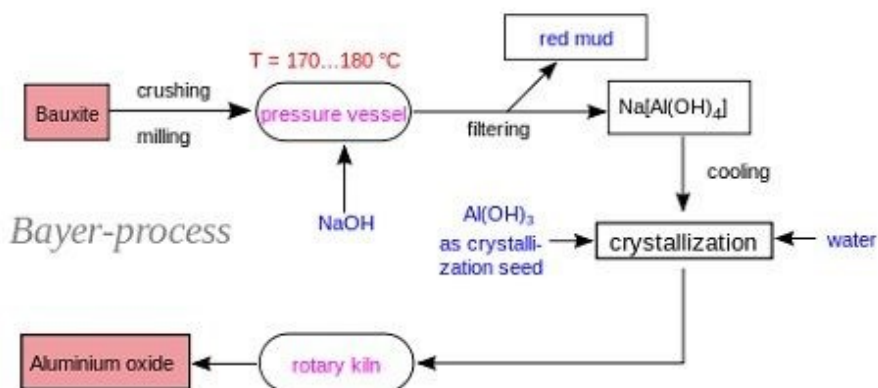 red mud
T = 170...180 °C
Bauxite
crushing
milling
pressure vessel
filtering
Na[Al(OH)₄]
cooling
NaOH
Bayer-process
Al(OH)₃
as crystalli-
zation seed
crystallization
water
Aluminium oxide
rotary kiln